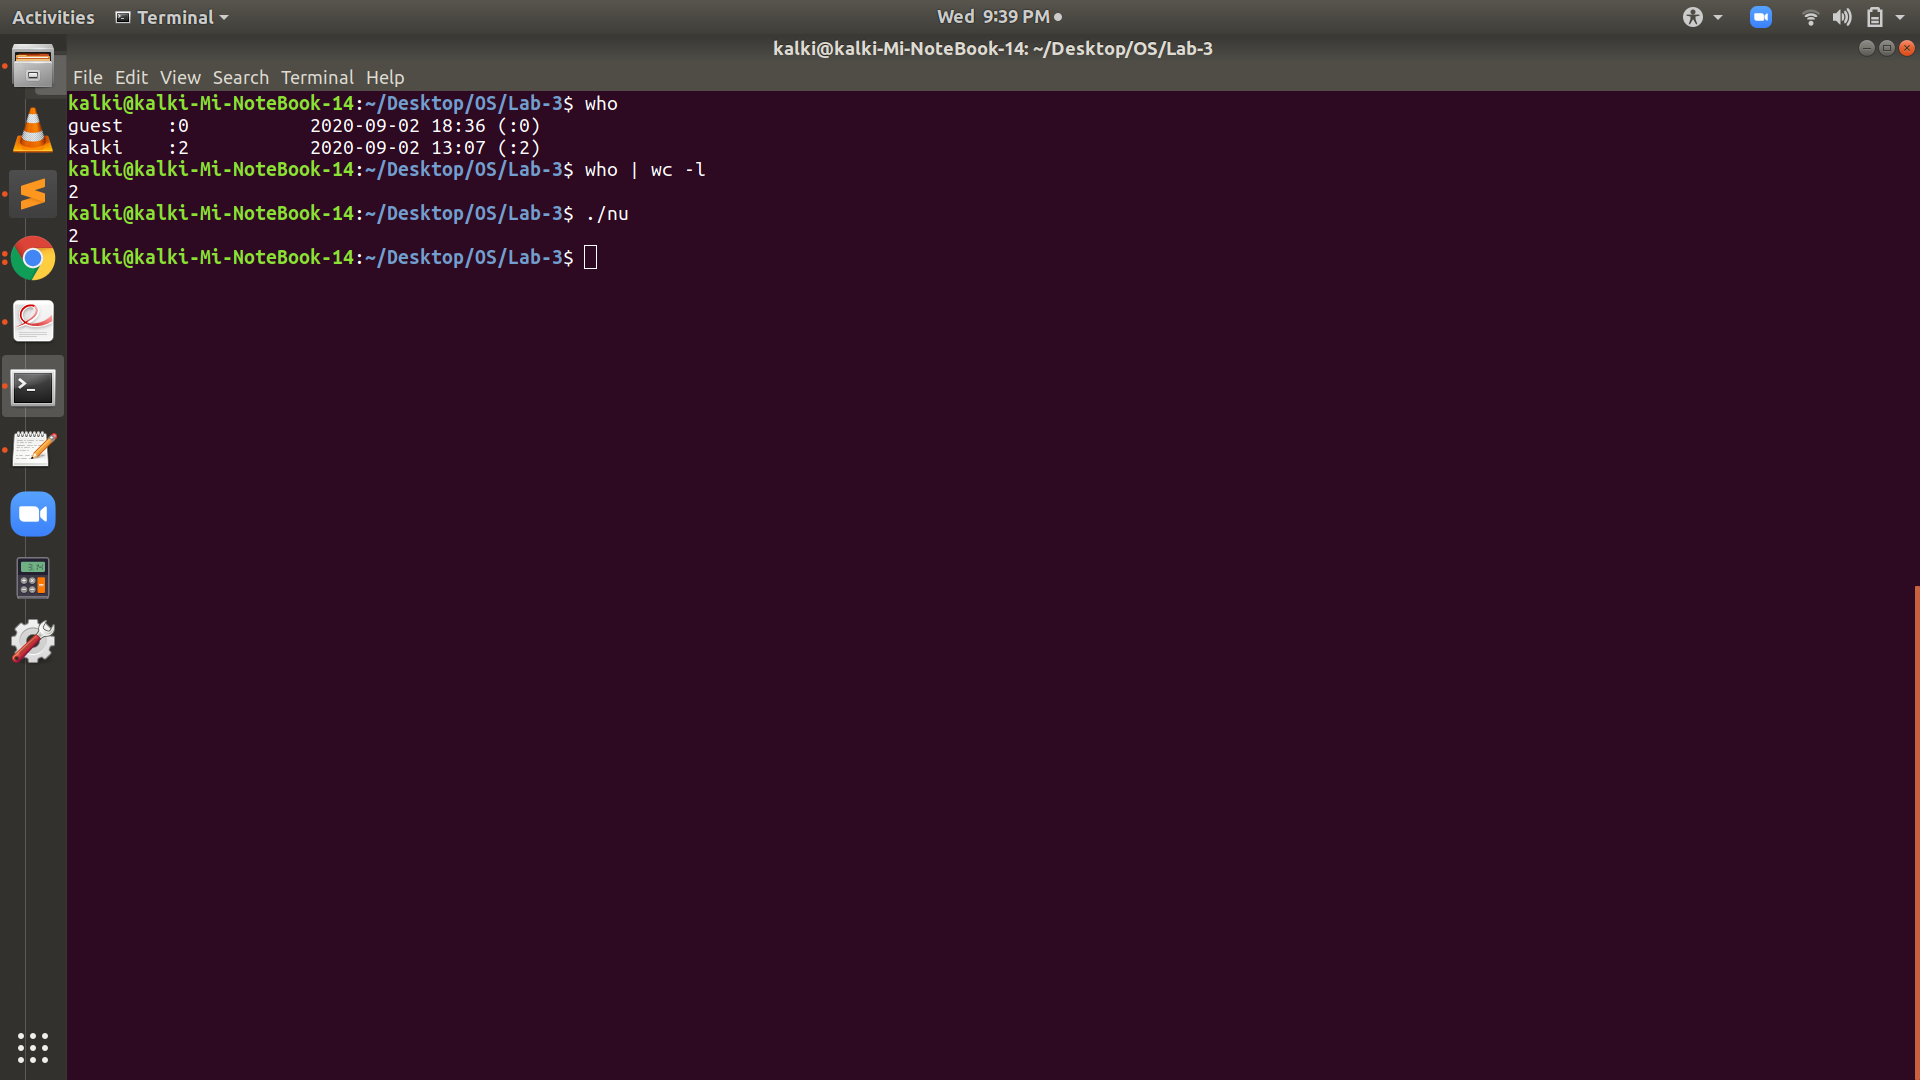 Activities Terminal Wed 9:39 PM
kalki@kalki-Mi-NoteBook-14: ~/Desktop/OS/Lab-3
File Edit View Search Terminal Help
kalki@kalki-Mi-NoteBook-14:~/Desktop/OS/Lab-3$ who
guest    :0           2020-09-02 18:36 (:0)
kalki    :2           2020-09-02 13:07 (:2)
kalki@kalki-Mi-NoteBook-14:~/Desktop/OS/Lab-3$ who | wc -l
2
kalki@kalki-Mi-NoteBook-14:~/Desktop/OS/Lab-3$ ./nu
2
kalki@kalki-Mi-NoteBook-14:~/Desktop/OS/Lab-3$